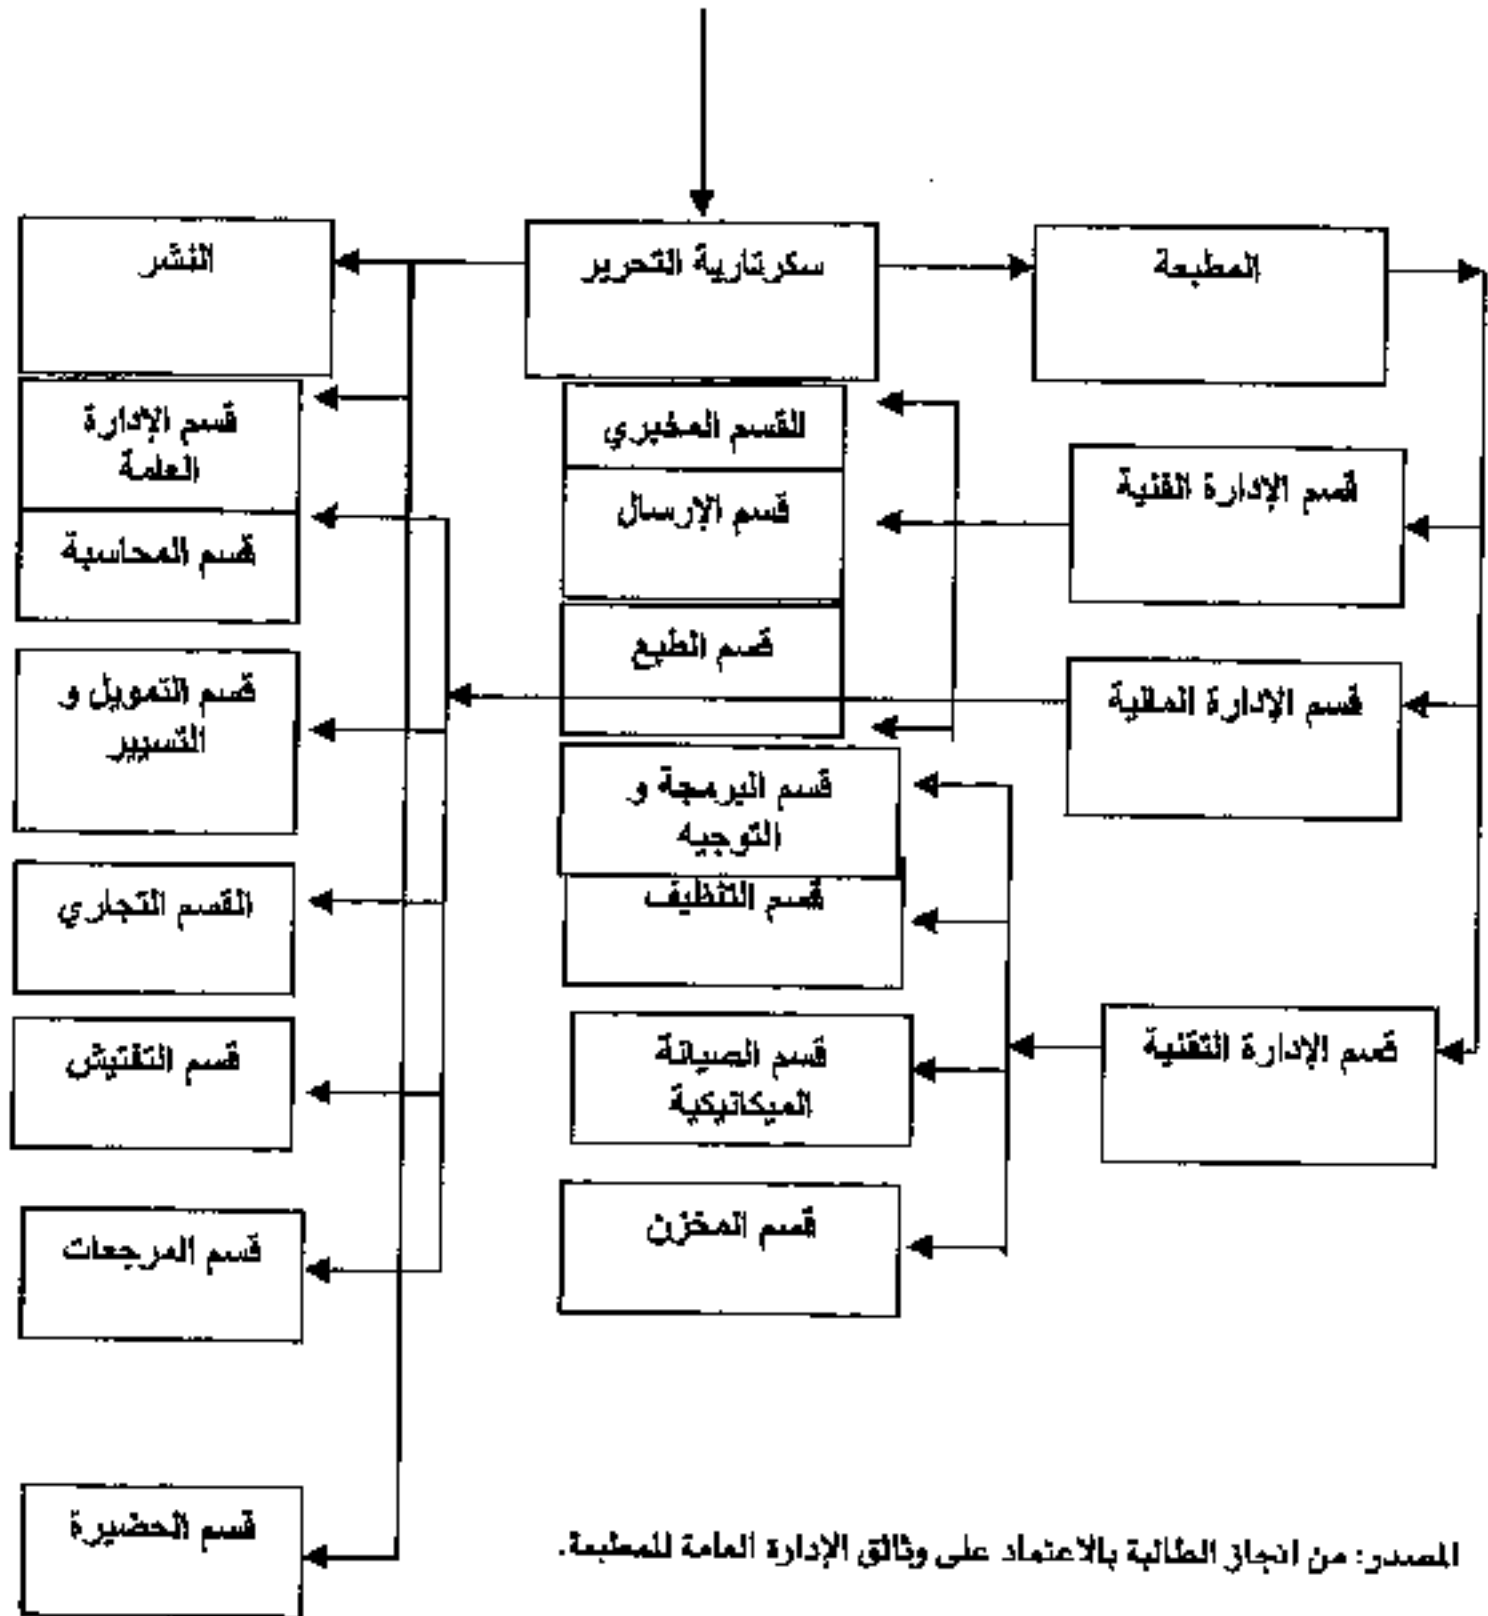 المطبعة
سكرتارية التحرير
النشر
القسم المخبري
قسم الإدارة
العامة
قسم الإدارة الفنية
قسم الإرسال
قسم المحاسبة
قسم الطبع
قسم الإدارة المالية
قسم التمويل و
التسيير
قسم البرمجة و
التوجيه
قسم التنظيف
القسم التجاري
قسم الإدارة التقنية
قسم الصيانة
الميكانيكية
قسم التفتيش
قسم المخزن
قسم المرجعات
قسم الحضيرة
المصدر: من انجاز الطالبة بالاعتماد على وثائق الإدارة العامة للمطبعة.